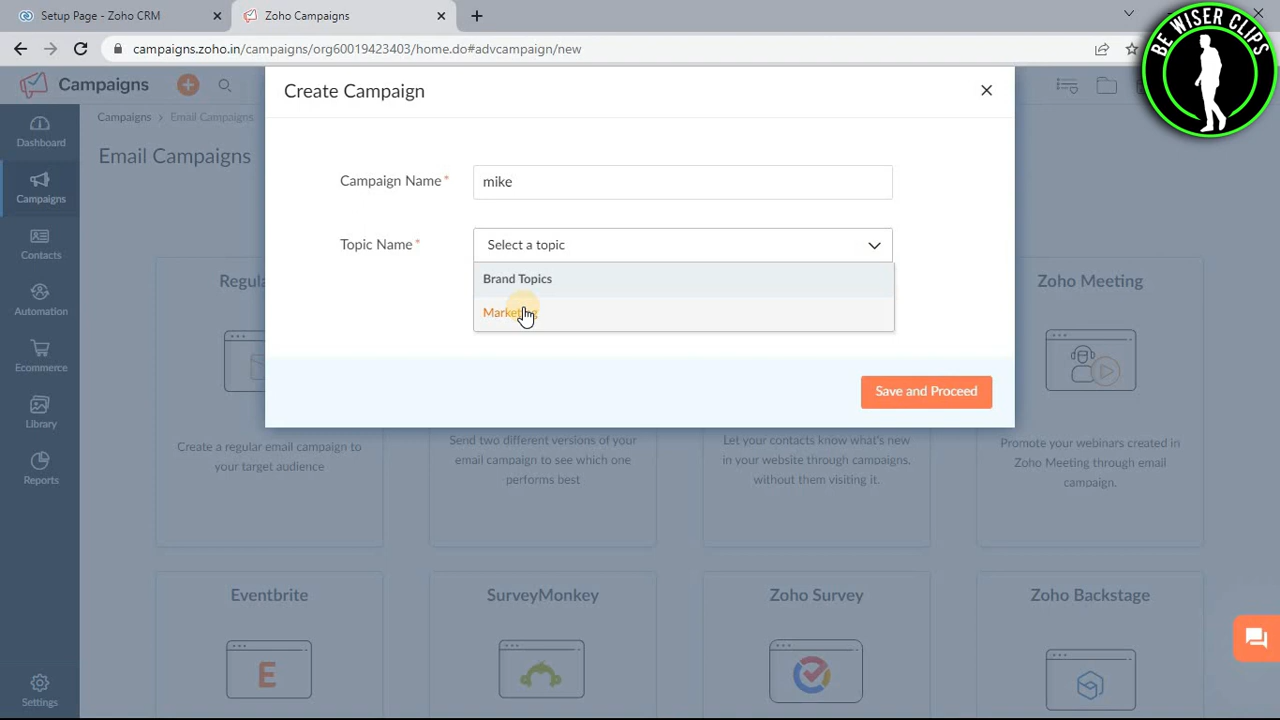 Setup Page - Zoho CRM
Zoho Campaigns
campaigns.zoho.in/campaigns/org60019423403/home.do#advcampaign/new
BE WISER CLIPS
Campaigns
Create Campaign
Dashboard
Campaigns
Contacts
Automation
Ecommerce
Library
Reports
Settings
Campaigns > Email Campaigns
Email Campaigns
Campaign Name*
mike
Topic Name*
Select a topic
Brand Topics
Save and Proceed
Create a regular email campaign to
your target audience
Send two different versions of your
email campaign to see which one
performs best
Let your contacts know what's new
in your website through campaigns,
without them visiting it.
Zoho Meeting
Promote your webinars created in
Zoho Meeting through email
campaign.
Eventbrite
SurveyMonkey
Zoho Survey
Zoho Backstage